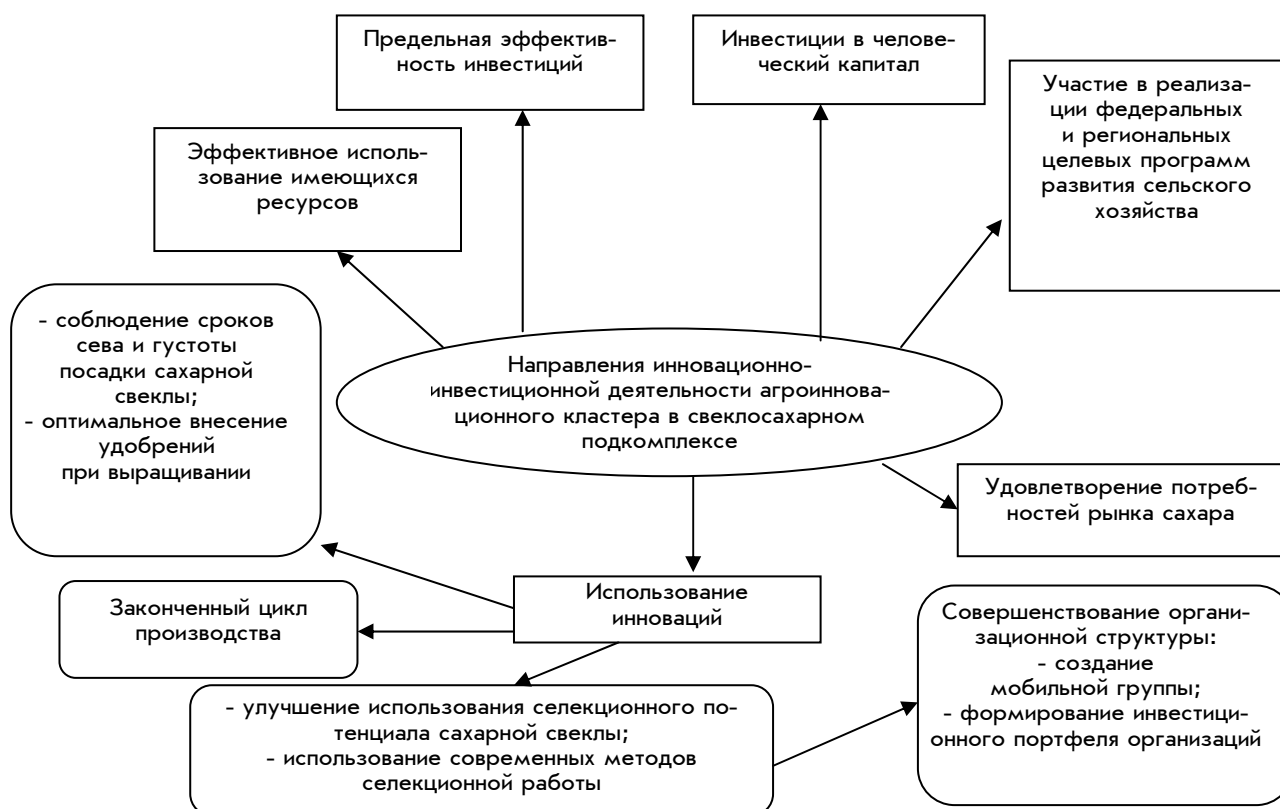 Предельная эффектив-
ность инвестиций
Инвестиции в челове-
ческий капитал
Участие в реализа-
ции федеральных
и региональных
целевых программ
развития сельского
хозяйства
Эффективное исполь-
зование имеющихся
ресурсов
- соблюдение сроков
сева и густоты
посадки сахарной
свеклы;
- оптимальное внесение
удобрений
при выращивании
Направления инновационно-
инвестиционной деятельности агроиннова-
ционного кластера в свеклосахарном
подкомплексе
Удовлетворение потреб-
ностей рынка сахара
Использование
инноваций
Законченный цикл
производства
Совершенствование органи-
зационной структуры:
- создание
мобильной группы;
- формирование инвестици-
онного портфеля организаций
- улучшение использования селекционного по-
тенциала сахарной свеклы;
- использование современных методов
селекционной работы